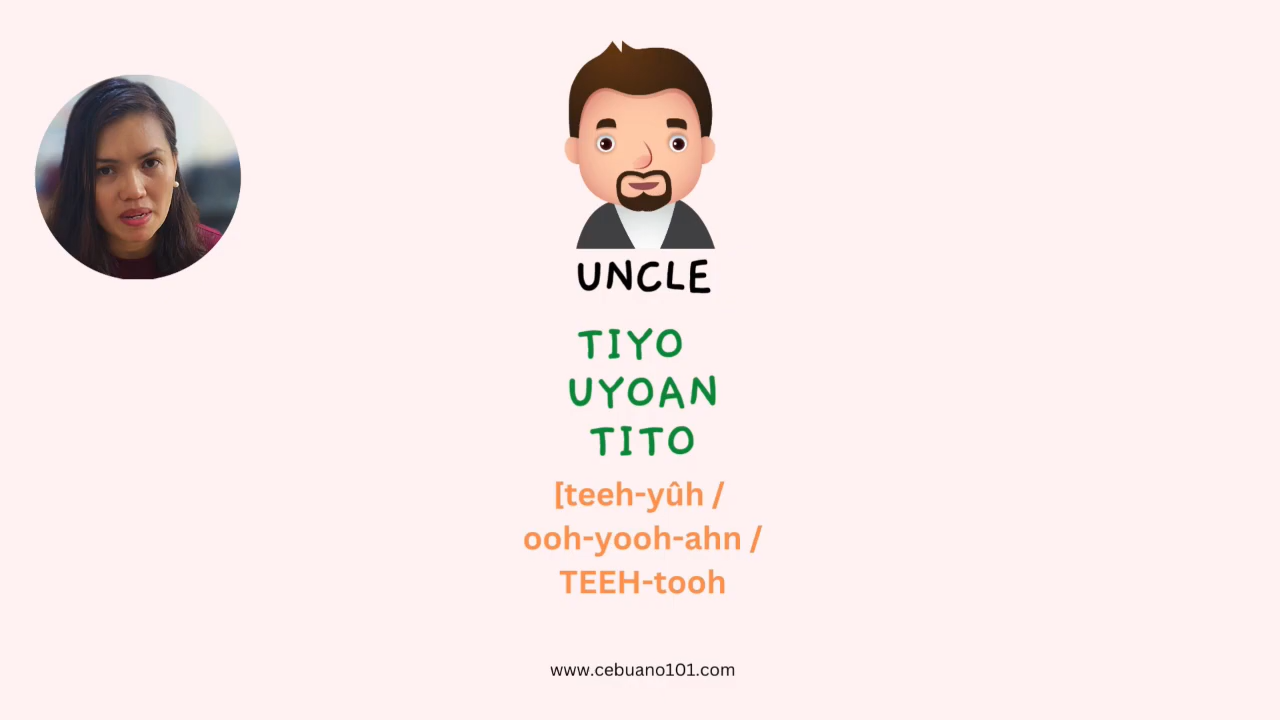 UNCLE
TIYO
UYOAN
TITO
[teeh-yûh /
ooh-yooh-ahn /
TEEH-tooh
www.cebuano101.com